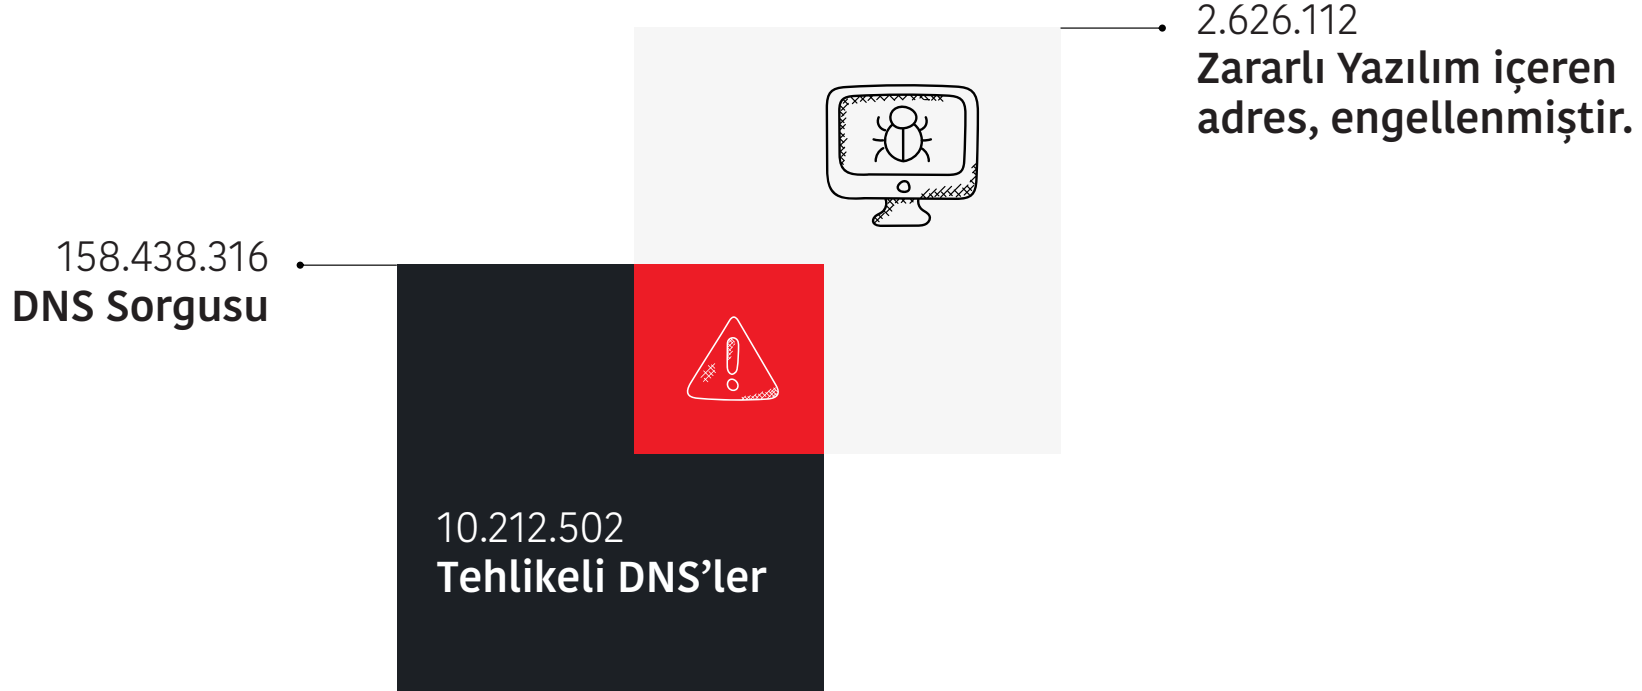 2.626.112
Zararlı Yazılım içeren
adres, engellenmiştir.
158.438.316
DNS Sorgusu
10.212.502
Tehlikeli DNS’ler